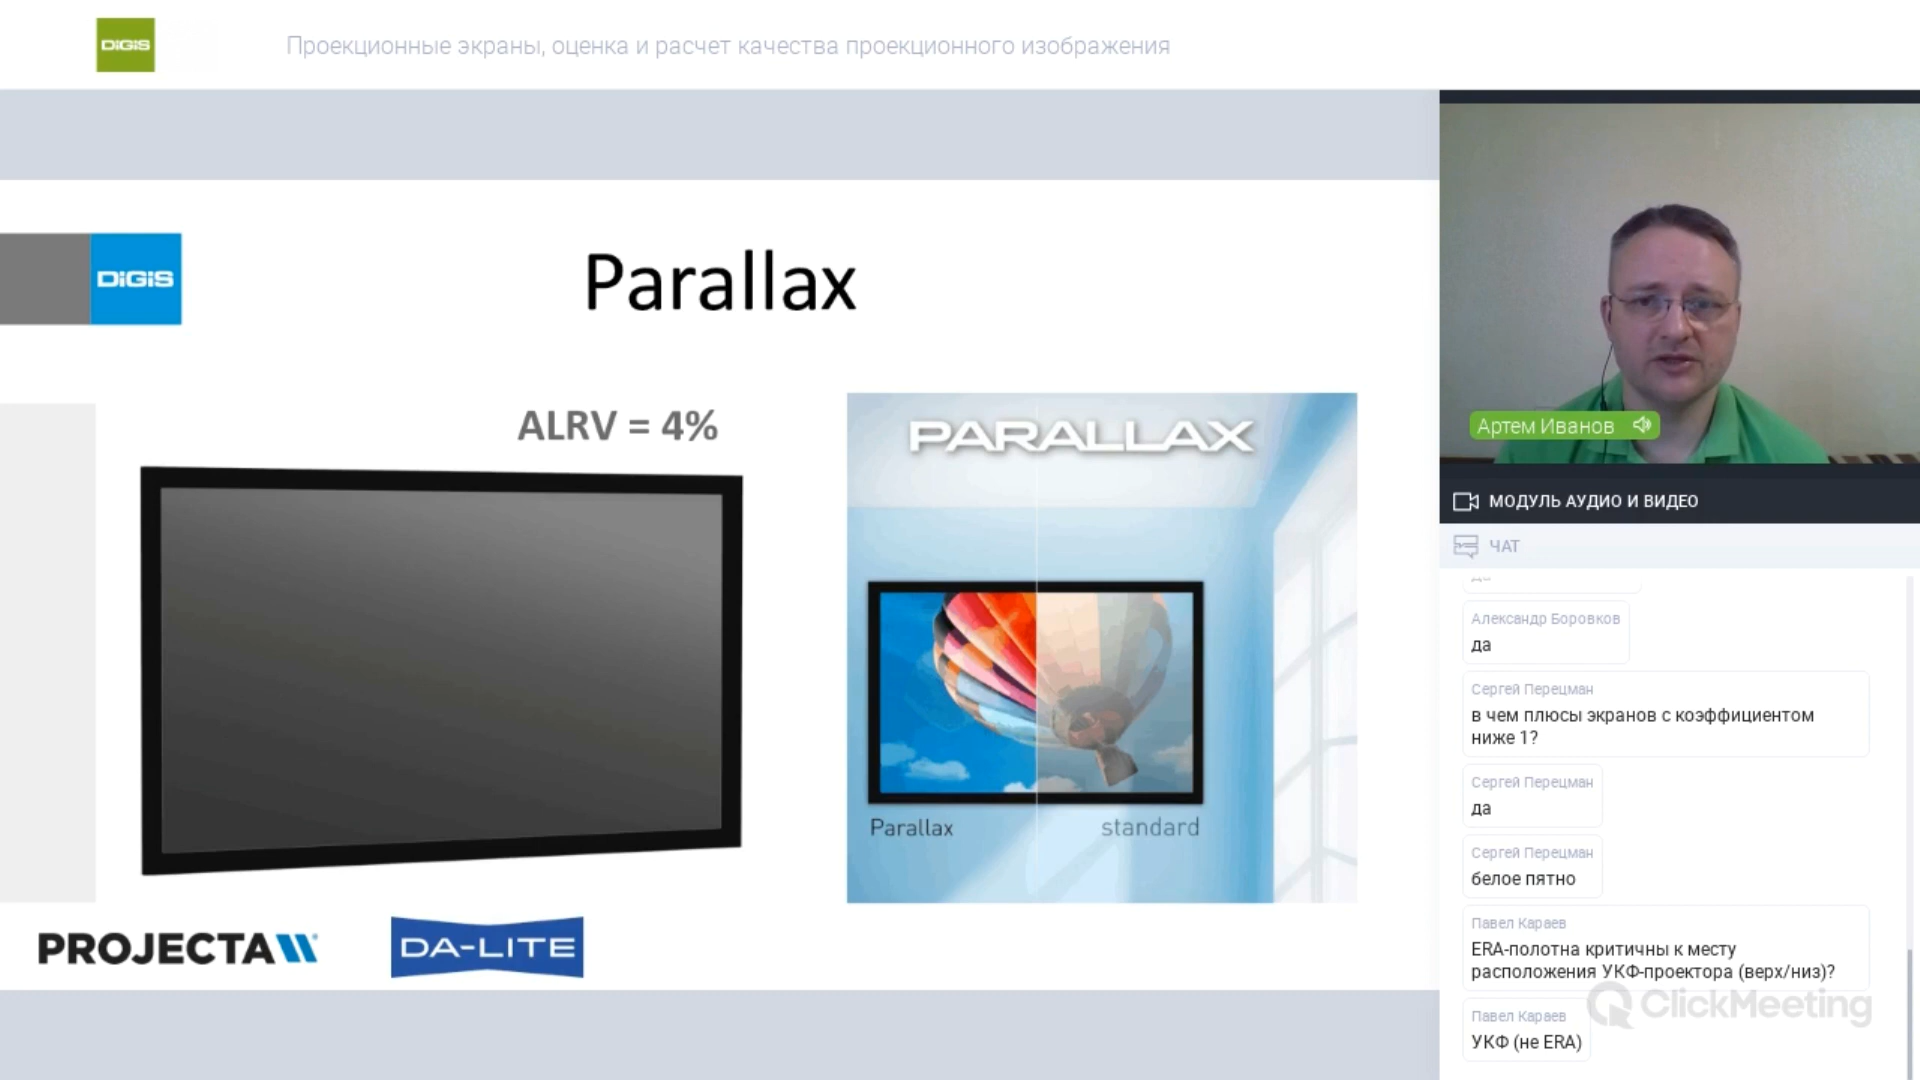 DiGiS
Проекционные экраны, оценка и расчет качества проекционного изображения
DiGiS
Parallax
ALRV = 4%
PARALLAX
Parallax
standard
PROJECTA
DA-LITE
Артем Иванов
МОДУЛЬ АУДИО И ВИДЕО
ЧАТ
Александр Боровков
да
Сергей Перецман
в чем плюсы экранов с коэффициентом
ниже 1?
Сергей Перецман
да
Сергей Перецман
белое пятно
Павел Караев
ERA-полотна критичны к месту
расположения УКФ-проектора (верх/низ)?
ClickMeeting
Павел Караев
УКФ (не ERA)